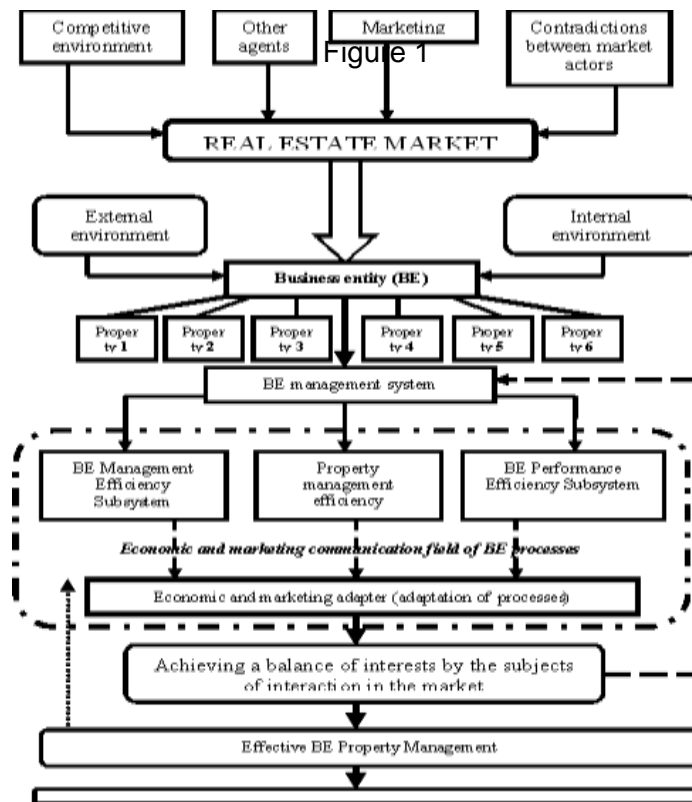 Competitive
environment
Other
agents
Marketing
Contradictions
between market
actors
Figure 1
REAL ESTATE MARKET
External
environment
Internal
environment
Business entity (BE)
Proper
ty 1
Proper
ty 2
Proper
ty 3
Proper
ty 4
Proper
ty 5
Proper
ty 6
BE management system
BE Management
Efficiency
Subsystem
Property
management
efficiency
BE Performance
Efficiency Subsystem
Economic and marketing communication field of BE processes
Economic and marketing adapter (adaptation of processes)
Achieving a balance of interests by the subjects
of interaction in the market
Effective BE Property Management